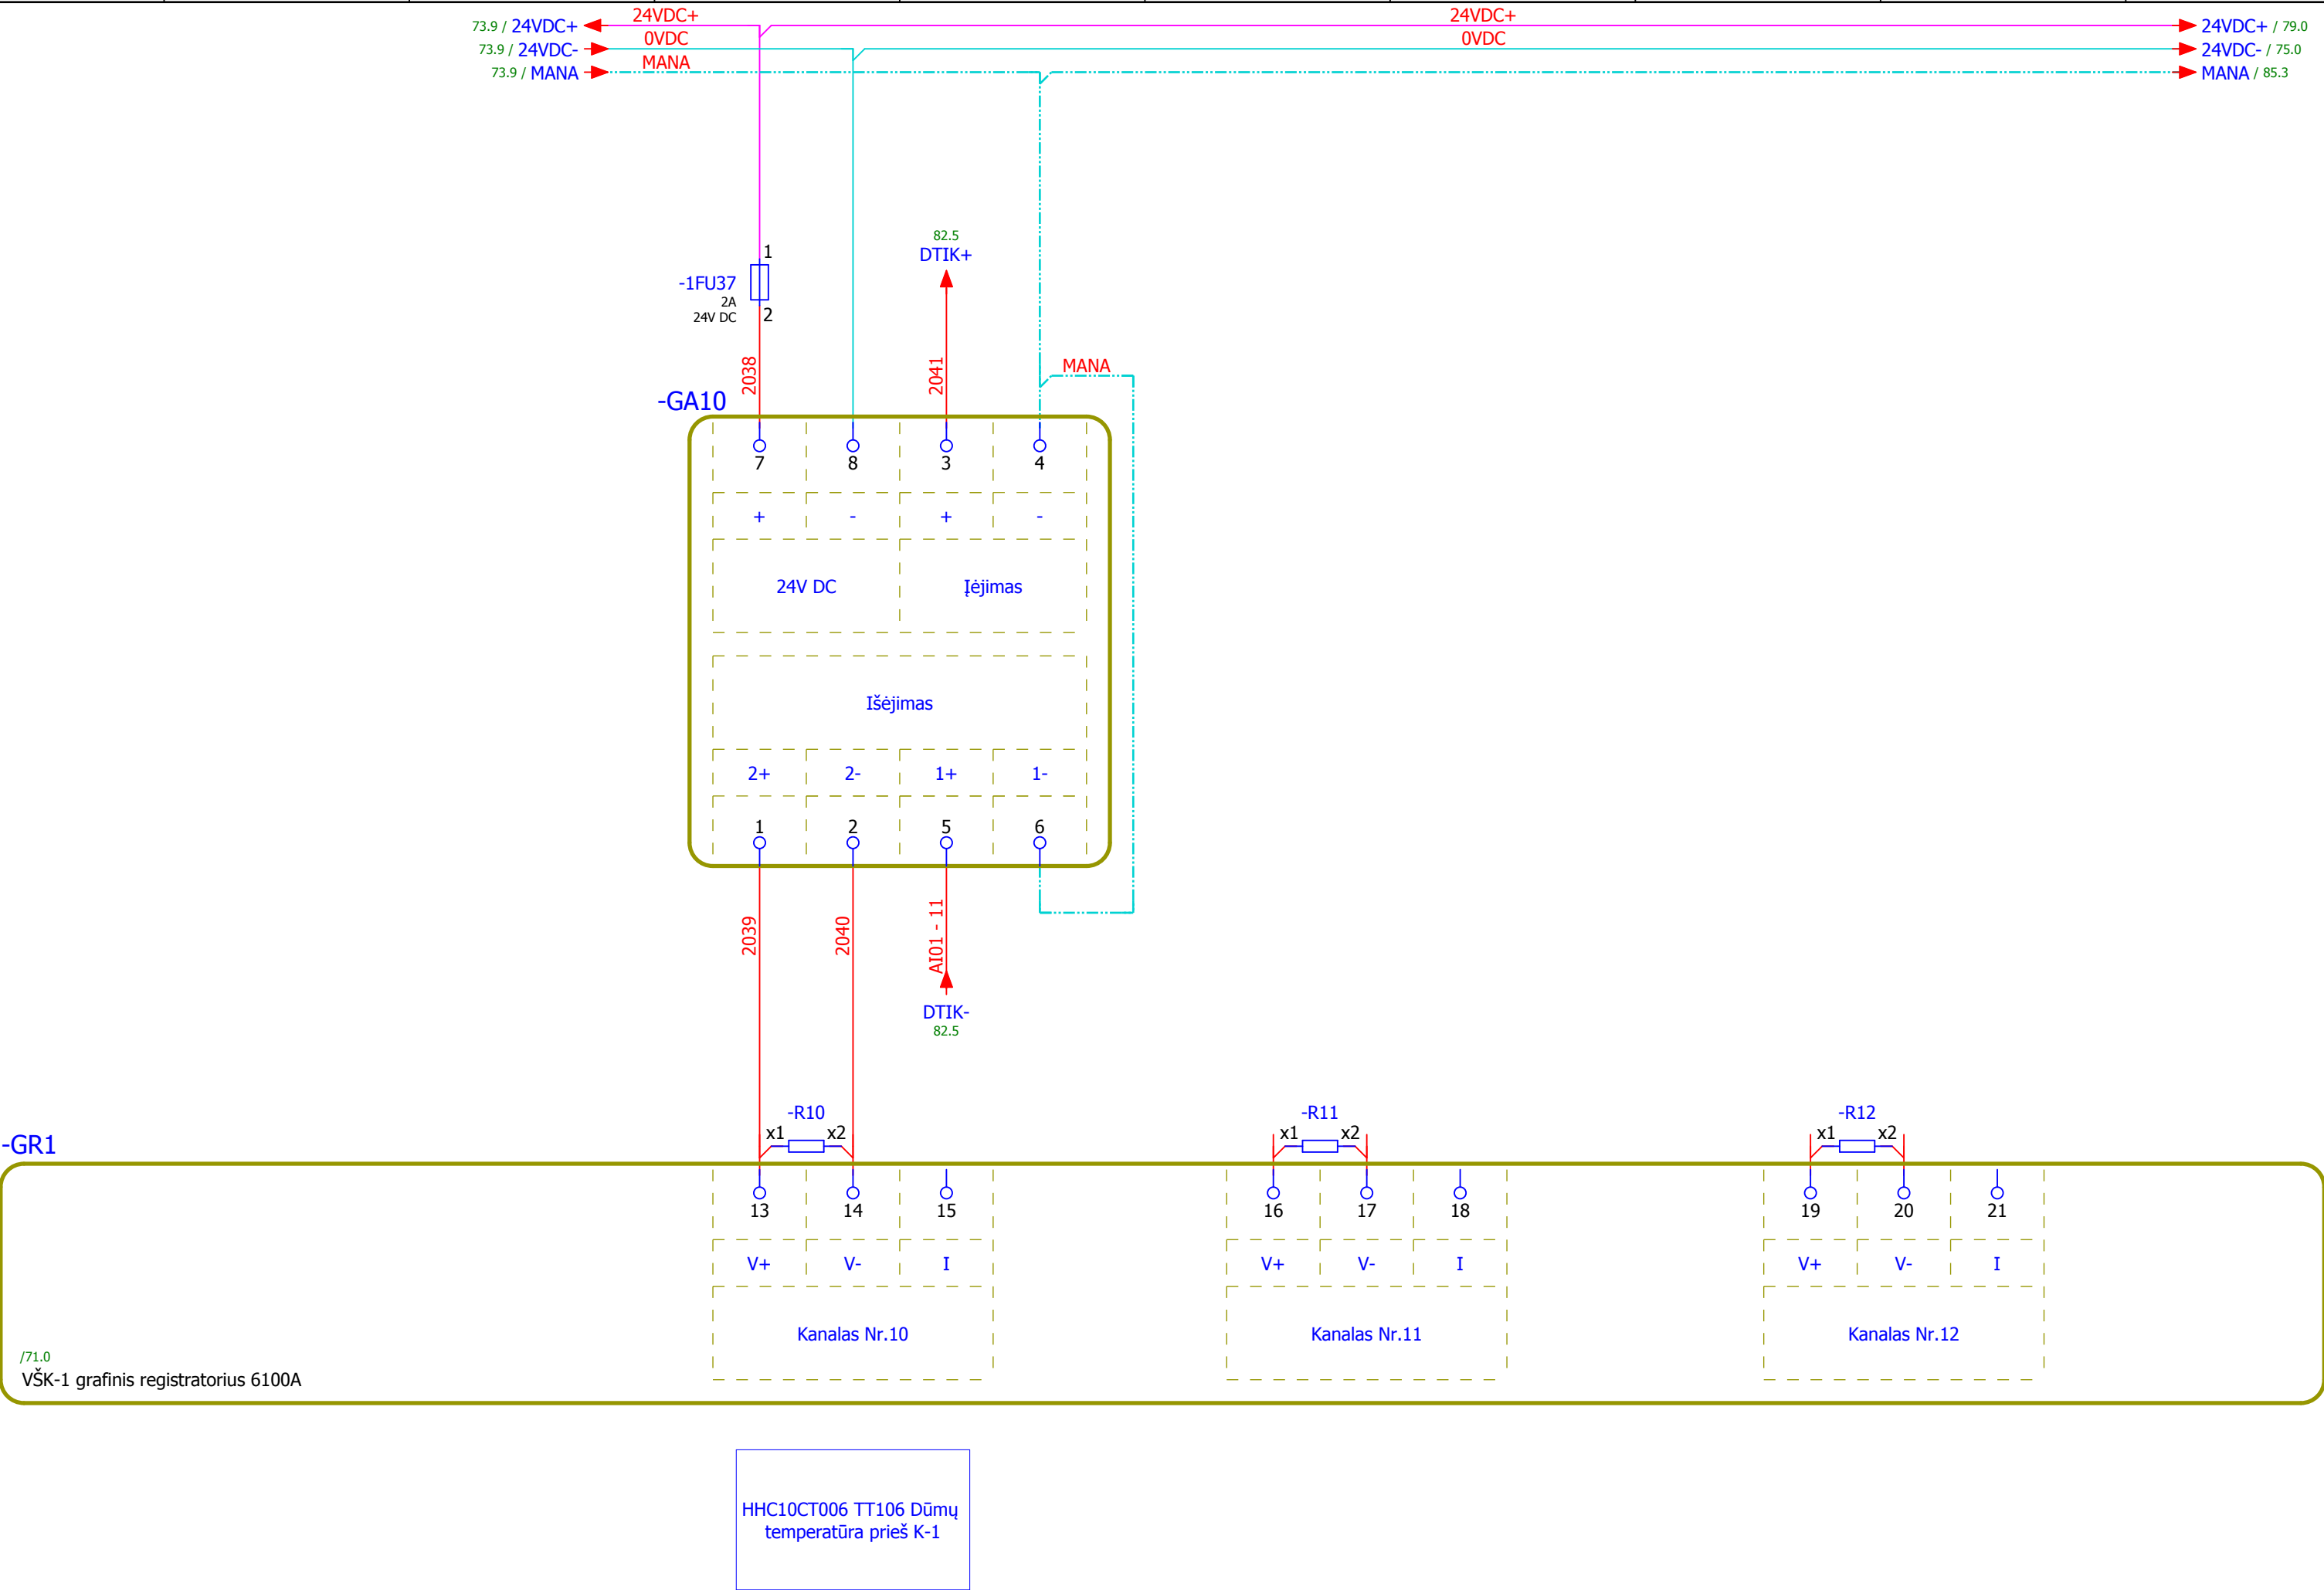 24VDC+ 24VDC+
73.9 / 24VDC+ 24VDC+ / 79.0
0VDC 0VDC
73.9 / 24VDC- 24VDC- / 75.0
MANA
73.9 / MANA MANA / 85.3
82.5
DTIK+
1
-1FU37
2A
24V DC
2
2038
2041
MANA
-GA10
7 8 3 4
+ - + -
24V DC Įėjimas
Išėjimas
2+ 2- 1+ 1-
1 2 5 6
2039
2040
AI01 - 11
DTIK-
82.5
-R10 -R11 -R12
x1 x2 x1 x2 x1 x2
-GR1
13 14 15 16 17 18 19 20 21
V+ V- I V+ V- I V+ V- I
Kanalas Nr.10 Kanalas Nr.11 Kanalas Nr.12
/71.0
VŠK-1 grafinis registratorius 6100A
HHC10CT006 TT106 Dūmų
temperatūra prieš K-1